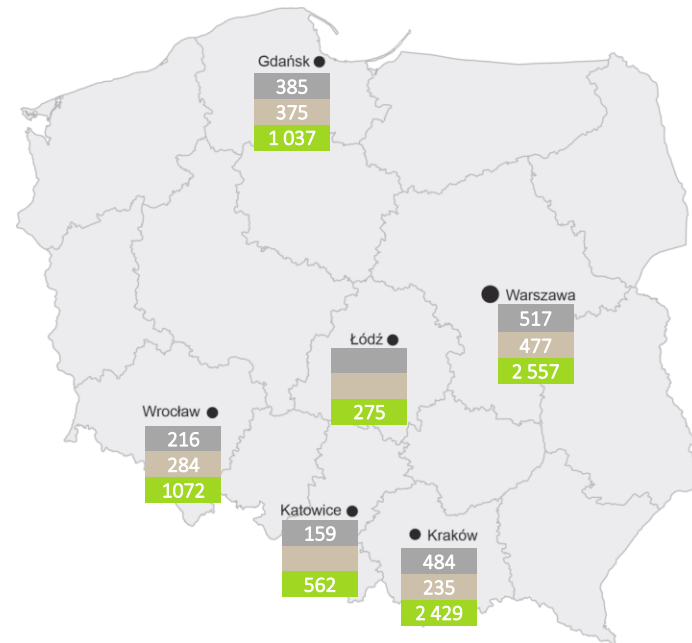 Gdańsk
385
375
1 037
Warszawa
517
477
2 557
Łódź
275
Wrocław
216
284
1072
Katowice
159
562
Kraków
484
235
2 429